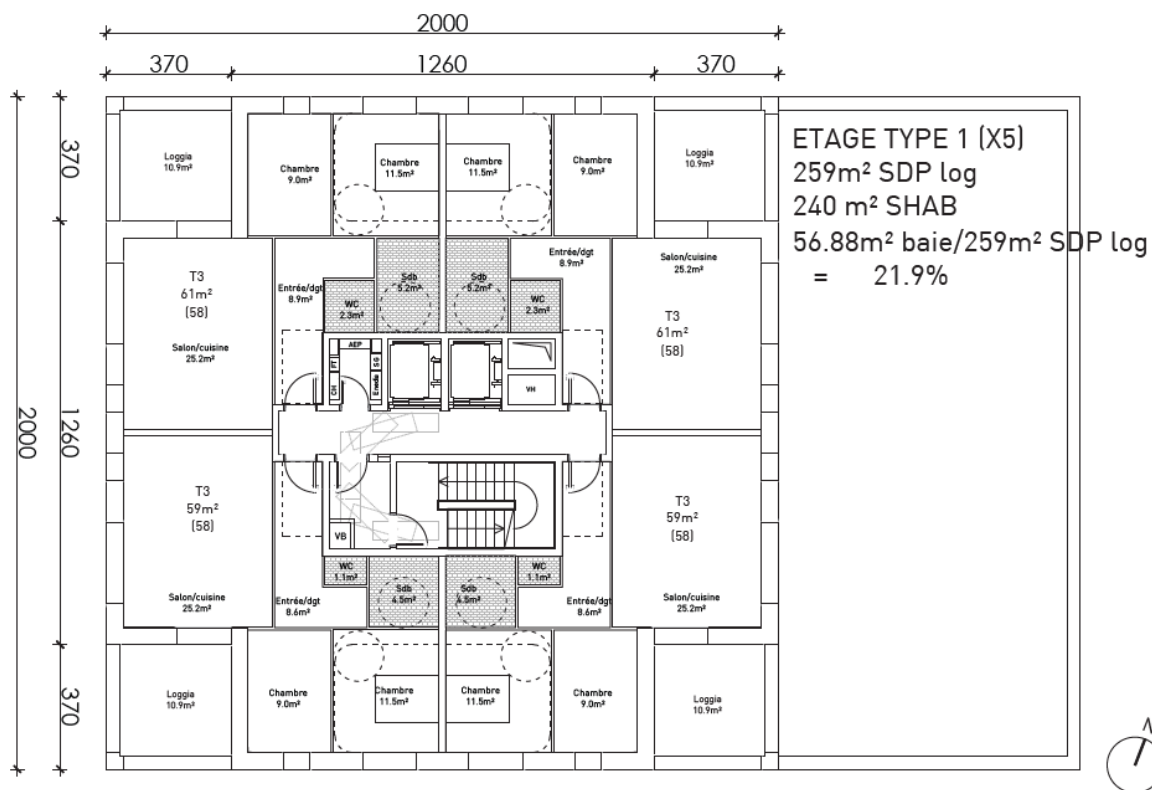 2000
370
1260
370
2000
370
1260
370
Loggia
10.9m²
Chambre
9.0m²
Chambre
11.5m²
Chambre
11.5m²
Chambre
9.0m²
Loggia
10.9m²
ETAGE TYPE 1 (X5)
259m² SDP log
240 m² SHAB
56.88m² baie/259m² SDP log
= 21.9%
T3
61m²
(58)
Salon/cuisine
25.2m²
Entrée/dgt
8.9m²
WC
2.3m²
Sdb
5.2m²
Sdb
5.2m²
WC
2.3m²
Entrée/dgt
8.9m²
Salon/cuisine
25.2m²
T3
61m²
(58)
AEP
FT
CH
SG
Enedis
VH
T3
59m²
(58)
Salon/cuisine
25.2m²
Entrée/dgt
8.6m²
VB
WC
1.1m²
Sdb
4.5m²
Sdb
4.5m²
WC
1.1m²
Entrée/dgt
8.6m²
T3
59m²
(58)
Salon/cuisine
25.2m²
Loggia
10.9m²
Chambre
9.0m²
Chambre
11.5m²
Chambre
11.5m²
Chambre
9.0m²
Loggia
10.9m²